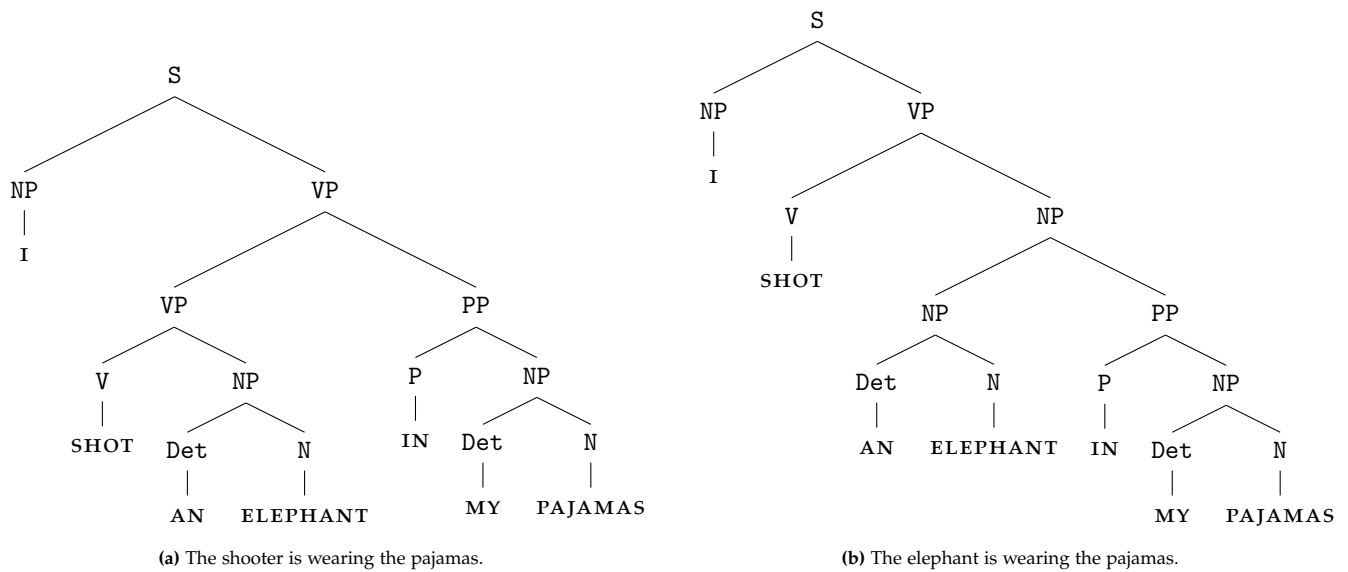 S
NP VP
I
VP PP
V NP P NP
SHOT Det N IN Det N
AN ELEPHANT MY PAJAMAS
(a) The shooter is wearing the pajamas.
S
NP VP
I
V NP
SHOT
NP PP
Det N P NP
AN ELEPHANT IN Det N
MY PAJAMAS
(b) The elephant is wearing the pajamas.